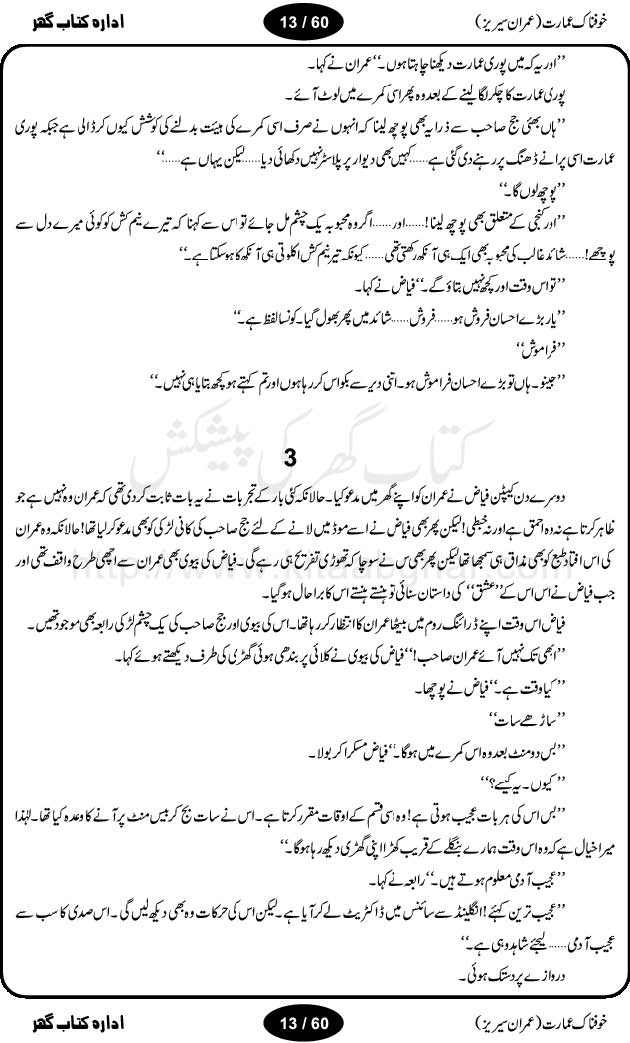 خوفناک عمارت (عمران سیریز)
13 / 60
ادارہ کتاب گھر
’’اور یہ کہ میں پوری عمارت دیکھنا چاہتا ہوں۔‘‘ عمران نے کہا۔
پوری عمارت کا چکر لگا لینے کے بعد وہ پھر اسی کمرے میں لوٹ آئے۔
’’ہاں بھئی جج صاحب سے ذرا یہ بھی پوچھ لینا کہ انہوں نے صرف اسی کمرے کی ہیئت بدلنے کی کوشش کیوں کر ڈالی ہے جبکہ پوری
عمارت اسی پرانے ڈھنگ پر رہنے دی گئی ہے……کہیں بھی دیوار پر پلاسٹر نہیں دکھائی دیا……لیکن یہاں ہے……‘‘
’’پوچھ لوں گا۔‘‘
’’اور کنجی کے متعلق بھی پوچھ لینا!……اور……اگر وہ محبوبہ یک چشم مل جائے تو اس سے کہنا کہ تیرے نیم کش کو کوئی میرے دل سے
پوچھے!……شائد غالب کی محبوبہ بھی ایک ہی آنکھ رکھتی تھی……کیونکہ تیر نیم کش اکلوتی ہی آنکھ کا ہو سکتا ہے۔‘‘
’’تو اس وقت اور کچھ نہیں بتاؤ گے۔‘‘ فیاض نے کہا۔
’’یار بڑے احسان فروش ہو……فروش……شائد میں پھر بھول گیا۔ کونسا لفظ ہے۔‘‘
’’فراموش‘‘
’’جیئو۔ ہاں تو بڑے احسان فراموش ہو۔ اتنی دیر سے بکواس کر رہا ہوں اور تم کہتے ہو کچھ بتایا ہی نہیں۔‘‘
کتاب گھر کی پیشکش
3
دوسرے دن کیپٹن فیاض نے عمران کو اپنے گھر میں مدعو کیا۔ حالانکہ کئی بار کے تجربات نے یہ بات ثابت کر دی تھی کہ عمران وہ نہیں ہے جو
ظاہر کرتا ہے نہ وہ احمق ہے اور نہ خبطی! لیکن پھر بھی فیاض نے اسے موڈ میں لانے کے لئے جج صاحب کی کانی لڑکی کو بھی مدعو کر لیا تھا! حالانکہ وہ عمران
کی اس افتاد طبع کو بھی مذاق ہی سمجھا تھا لیکن پھر بھی اس نے سوچا کہ تھوڑی تفریح ہی رہے گی۔ فیاض کی بیوی بھی عمران سے اچھی طرح واقف تھی اور
جب فیاض نے اس اس کے ’’عشق‘‘ کی داستان سنائی تو ہنستے ہنستے اس کا برا حال ہو گیا۔
http://www.kitaabghar.com
فیاض اس وقت اپنے ڈرائنگ روم میں بیٹھا عمران کا انتظار کر رہا تھا۔ اس کی بیوی اور جج صاحب کی یک چشم لڑکی رابعہ بھی موجود تھیں۔
’’ابھی تک نہیں آئے عمران صاحب!‘‘ فیاض کی بیوی نے کلائی پر بندھی ہوئی گھڑی کی طرف دیکھتے ہوئے کہا۔
’’کیا وقت ہے۔‘‘ فیاض نے پوچھا۔
’’ساڑھے سات‘‘
’’بس دو منٹ بعد وہ اس کمرے میں ہوگا۔‘‘ فیاض مسکرا کر بولا۔
’’کیوں۔ یہ کیسے؟‘‘
’’بس اس کی ہر بات عجیب ہوتی ہے! وہ اسی قسم کے اوقات مقرر کرتا ہے۔ اس نے سات بج کر بتیس منٹ پر آنے کا وعدہ کیا تھا۔ لہٰذا
میرا خیال ہے کہ وہ اس وقت ہمارے بنگلے کے قریب کھڑا اپنی گھڑی دیکھ رہا ہوگا۔‘‘
’’عجیب آدمی معلوم ہوتے ہیں۔‘‘ رابعہ نے کہا۔
’’عجیب ترین کہئے! انگلینڈ سے سائنس میں ڈاکٹریٹ لے کر آیا ہے۔ لیکن اس کی حرکات وہ بھی دیکھ لیں گی۔ اس صدی کا سب سے
عجیب آدمی……لیجئے شاہد وہی ہے۔‘‘
دروازے پر دستک ہوئی۔
خوفناک عمارت (عمران سیریز)
13 / 60
ادارہ کتاب گھر